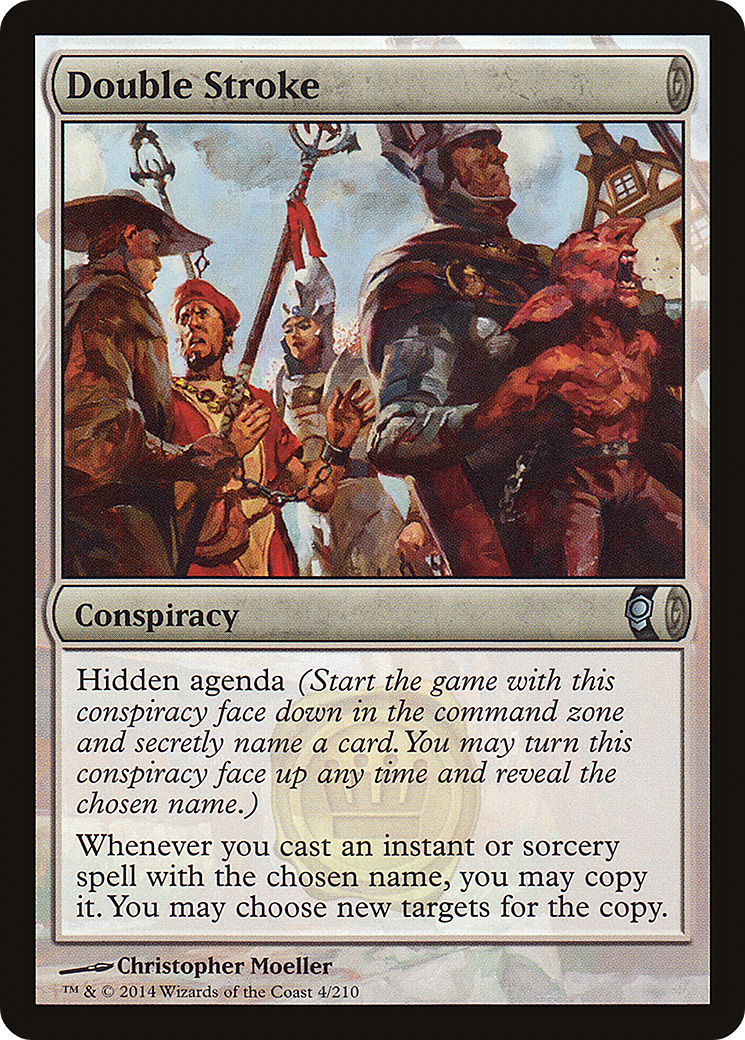 Double Stroke
Conspiracy
Hidden agenda (Start the game with this
conspiracy face down in the command zone
and secretly name a card. You may turn this
conspiracy face up any time and reveal the
chosen name.)
Whenever you cast an instant or sorcery
spell with the chosen name, you may copy
it. You may choose new targets for the copy.
Christopher Moeller
™ & © 2014 Wizards of the Coast 4/210